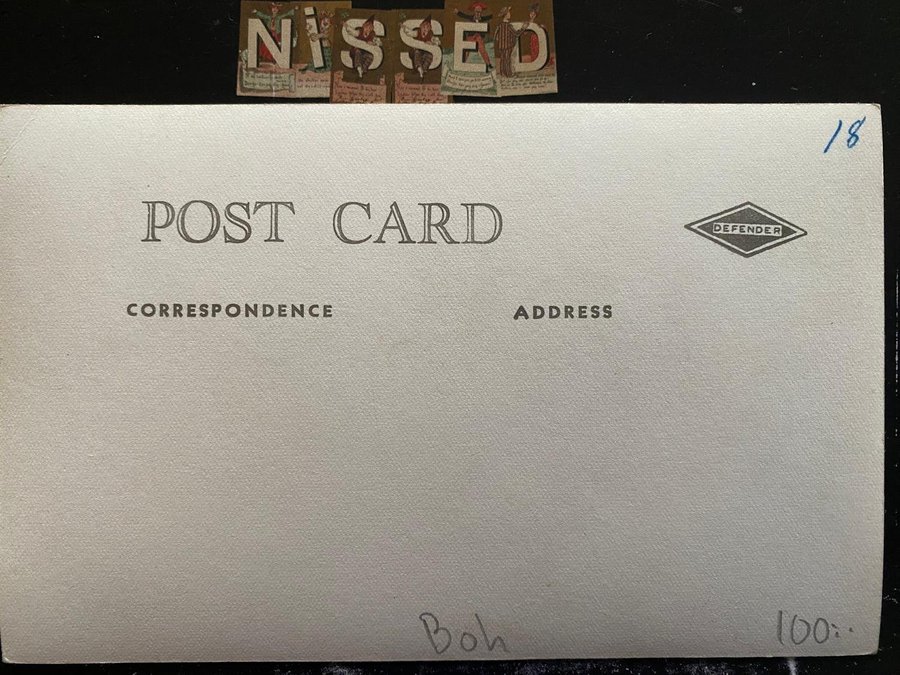 NiSSED
18
POST CARD
DEFENDER
CORRESPONDENCE ADDRESS
Boh 100:-